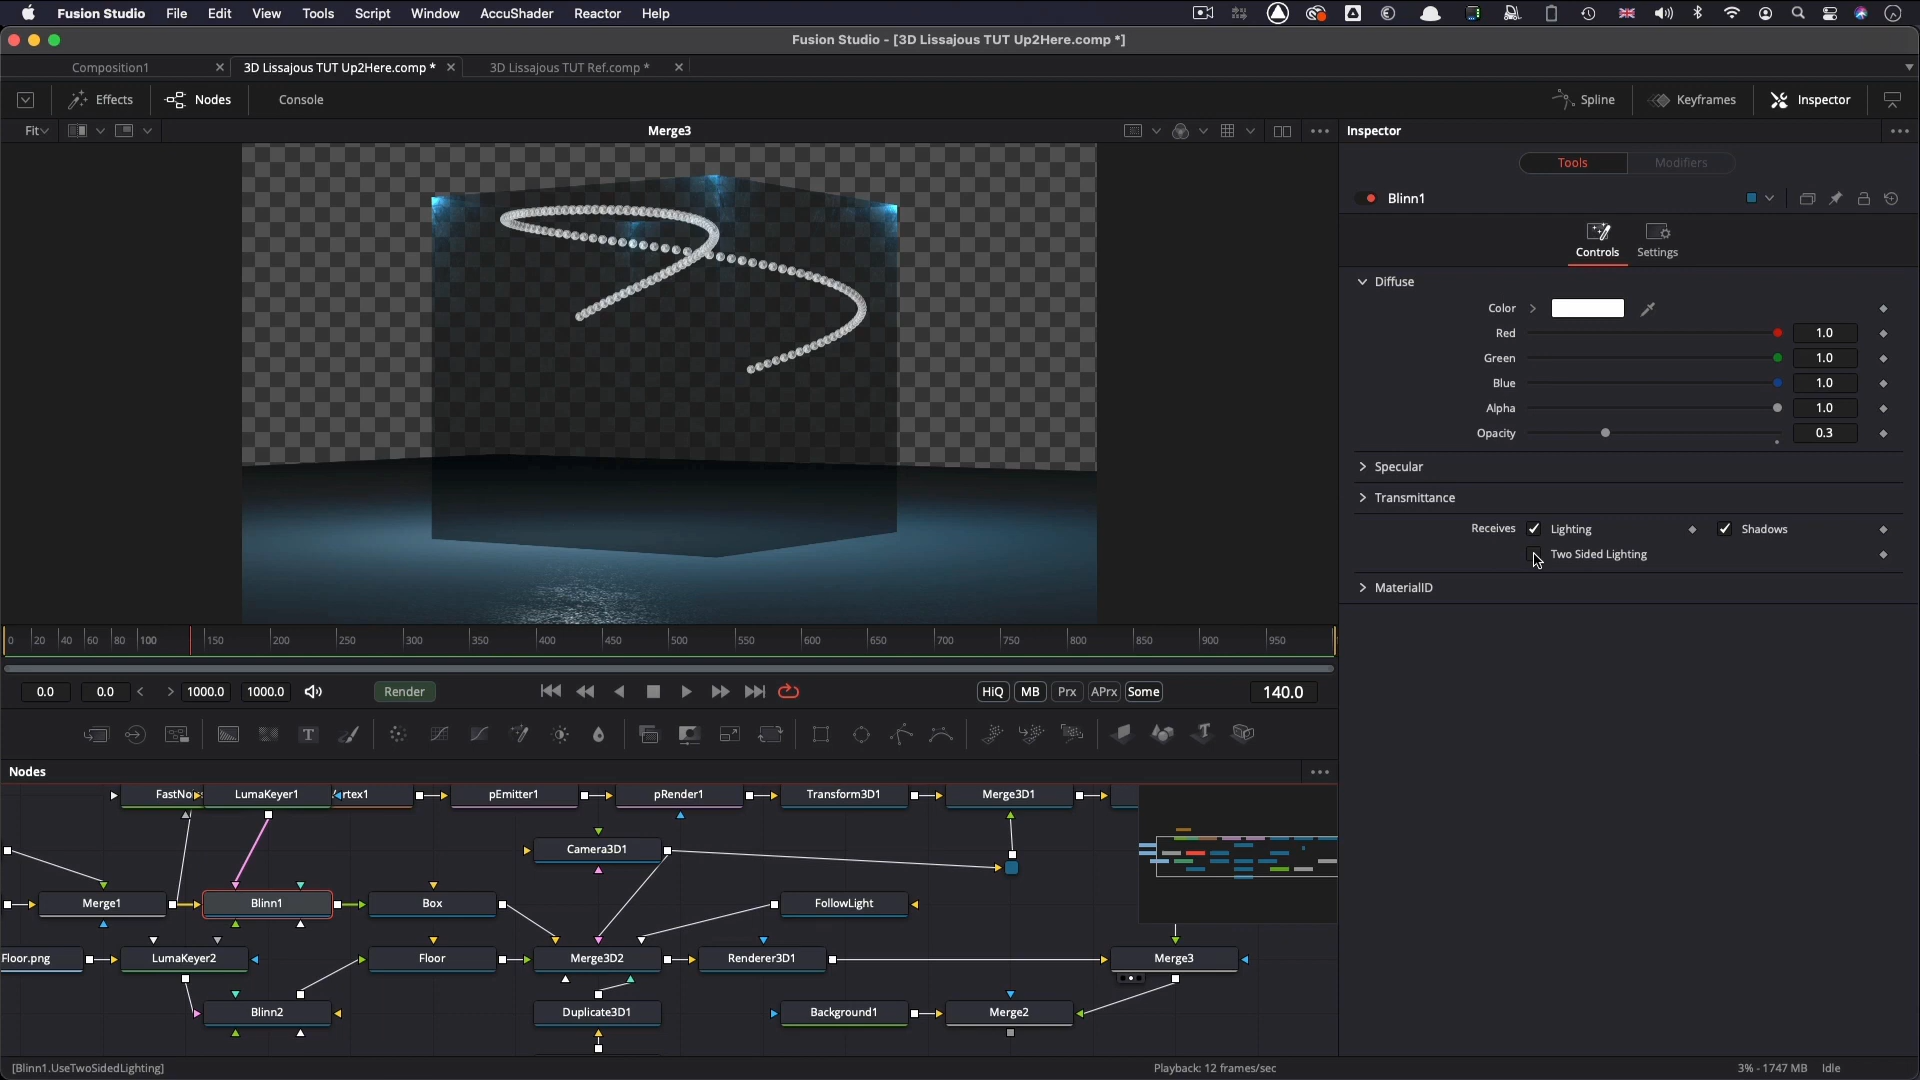 Fusion Studio File Edit View Tools Script Window AccuShader Reactor Help
Fusion Studio - [3D Lissajous TUT Up2Here.comp *]
Composition1 3D Lissajous TUT Up2Here.comp * 3D Lissajous TUT Ref.comp *
Effects Nodes Console Spline Keyframes Inspector
Fit Merge3 Inspector
Tools Modifiers
Blinn1
Controls Settings
Diffuse
Color
Red 1.0
Green 1.0
Blue 1.0
Alpha 1.0
Opacity 0.3
Specular
Transmittance
Receives Lighting Shadows
Two Sided Lighting
MaterialID
0 20 40 60 80 100 150 200 250 300 350 400 450 500 550 600 650 700 750 800 850 900 950
0.0 0.0 < > 1000.0 1000.0 Render HiQ MB Prx APrx Some 140.0
Nodes
LumaKeyer1 pEmitter1 pRender1 Transform3D1 Merge3D1
Camera3D1
Merge1 Blinn1 Box FollowLight
Floor.png LumaKeyer2 Floor Merge3D2 Renderer3D1 Merge3
Blinn2 Duplicate3D1 Background1 Merge2
[Blinn1.UseTwoSidedLighting] Playback: 12 frames/sec 3% - 1747 MB Idle